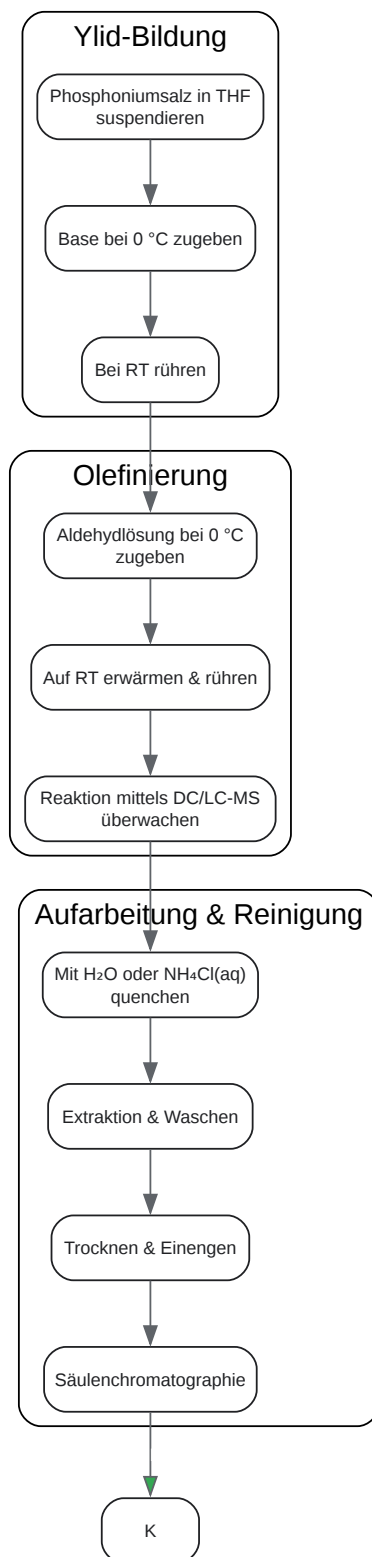 Ylid-Bildung
Phosphoniumsalz in THF
suspendieren
Base bei 0 °C zugeben
Bei RT rühren
Olefinierung
Aldehydlösung bei 0 °C
zugeben
Auf RT erwärmen & rühren
Reaktion mittels DC/LC-MS
überwachen
Aufarbeitung & Reinigung
Mit H₂O oder NH₄Cl(aq)
quenchen
Extraktion & Waschen
Trocknen & Einengen
Säulenchromatographie
K